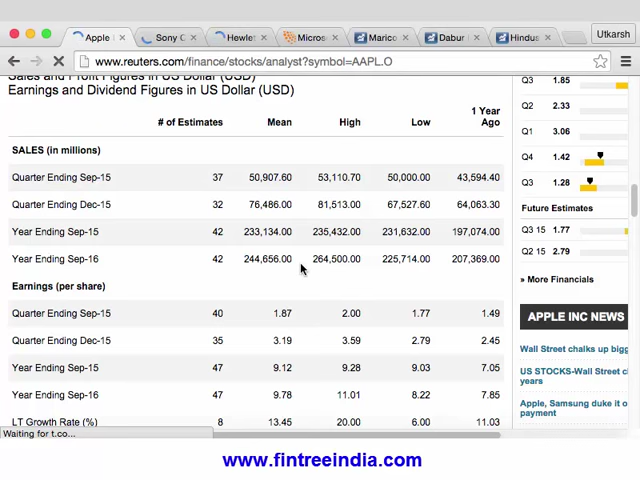 Apple I
Sony C
Hewlet
Micros
Marico
Dabur I
Hindus
Utkarsh
www.reuters.com/finance/stocks/analyst?symbol=AAPL.O
Sales and Profit Figures in US Dollar (USD)
Earnings and Dividend Figures in US Dollar (USD)
# of Estimates Mean High Low 1 Year Ago
SALES (in millions)
Quarter Ending Sep-15 37 50,907.60 53,110.70 50,000.00 43,594.40
Quarter Ending Dec-15 32 76,486.00 81,513.00 67,527.60 64,063.30
Year Ending Sep-15 42 233,134.00 235,432.00 231,632.00 197,074.00
Year Ending Sep-16 42 244,656.00 264,500.00 225,714.00 207,369.00
Earnings (per share)
Quarter Ending Sep-15 40 1.87 2.00 1.77 1.49
Quarter Ending Dec-15 35 3.19 3.59 2.79 2.45
Year Ending Sep-15 47 9.12 9.28 9.03 7.05
Year Ending Sep-16 47 9.78 11.01 8.22 7.85
LT Growth Rate (%) 8 13.45 20.00 6.00 11.03
Waiting for t.co...
Q3 1.85
Q2 2.33
Q1 3.06
Q4 1.42
Q3 1.28
Future Estimates
Q3 15 1.77
Q2 15 2.79
» More Financials
APPLE INC NEWS
Wall Street chalks up bigg
US STOCKS-Wall Street c
years
Apple, Samsung duke it o
payment
www.fintreeindia.com